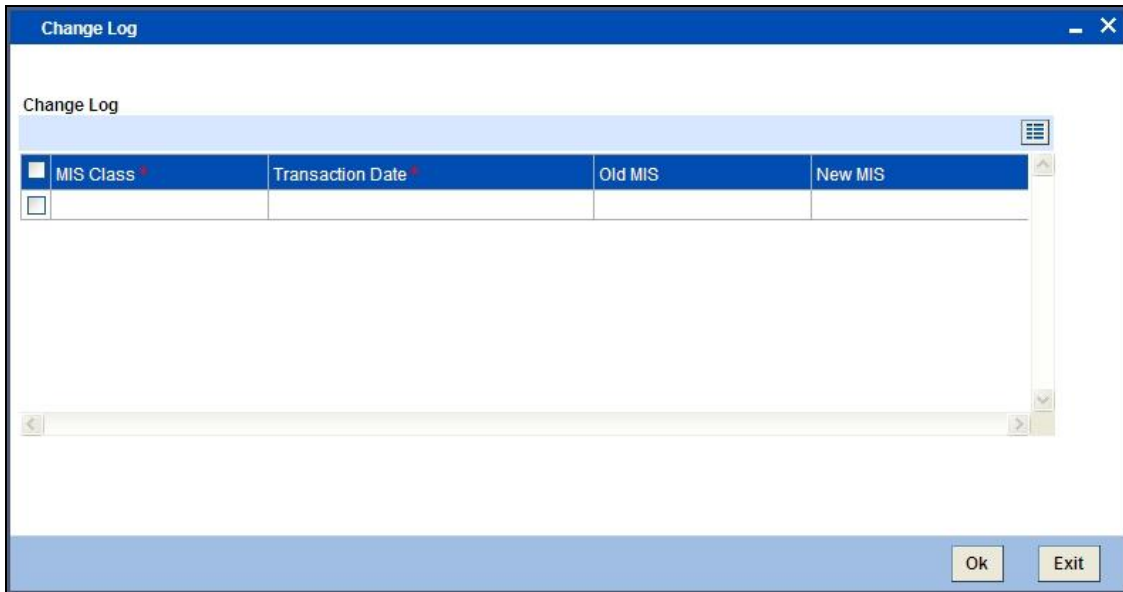 Change Log
Change Log
MIS Class * Transaction Date * Old MIS New MIS
Ok Exit